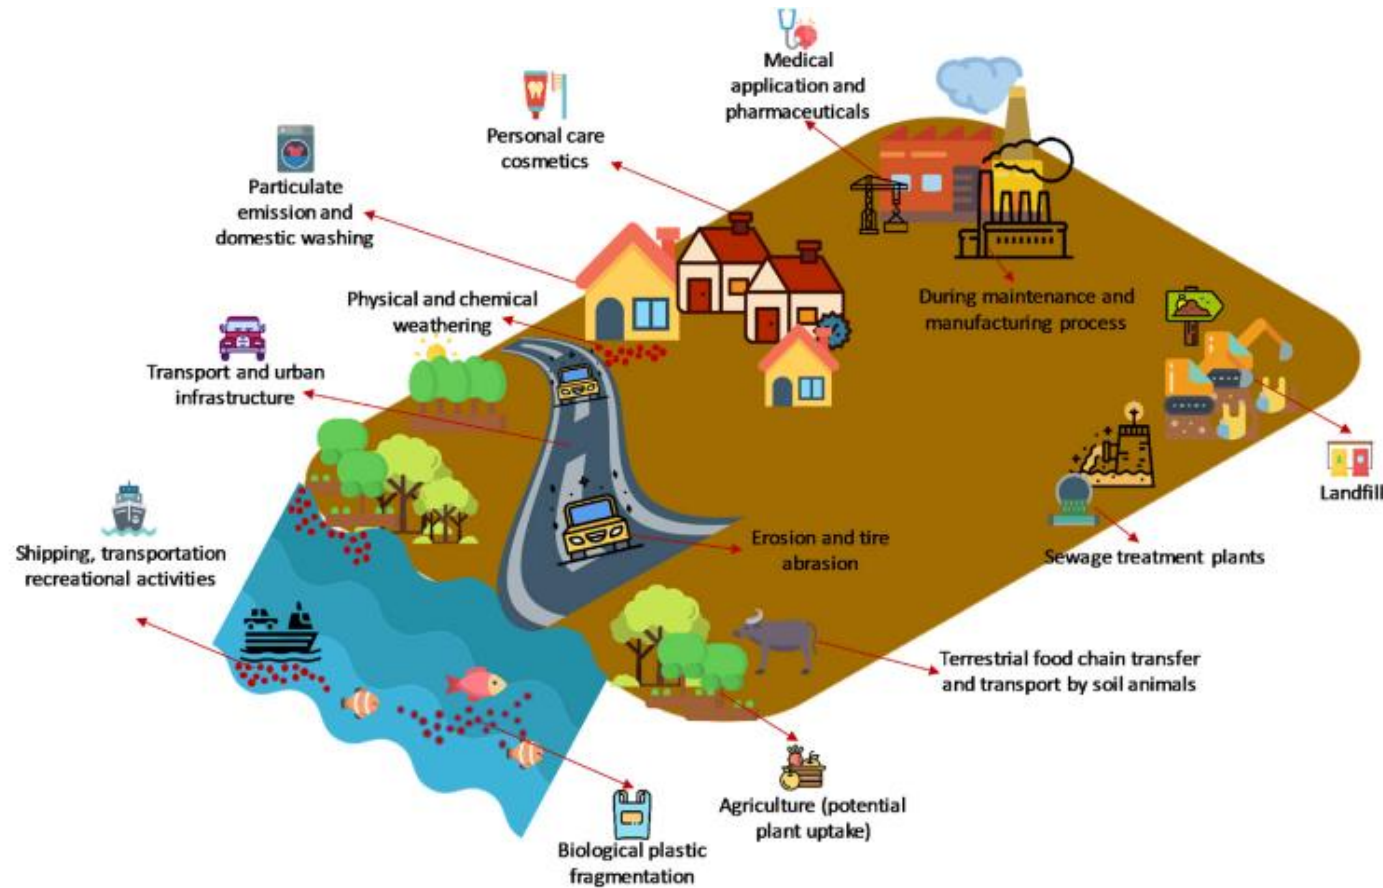 Medical
application and
pharmaceuticals
Personal care
cosmetics
Particulate
emission and
domestic washing
During maintenance and
manufacturing process
Physical and chemical
weathering
Transport and urban
infrastructure
Landfill
Shipping, transportation
recreational activities
Erosion and tire
abrasion
Sewage treatment plants
Terrestrial food chain transfer
and transport by soil animals
Agriculture (potential
plant uptake)
Biological plastic
fragmentation